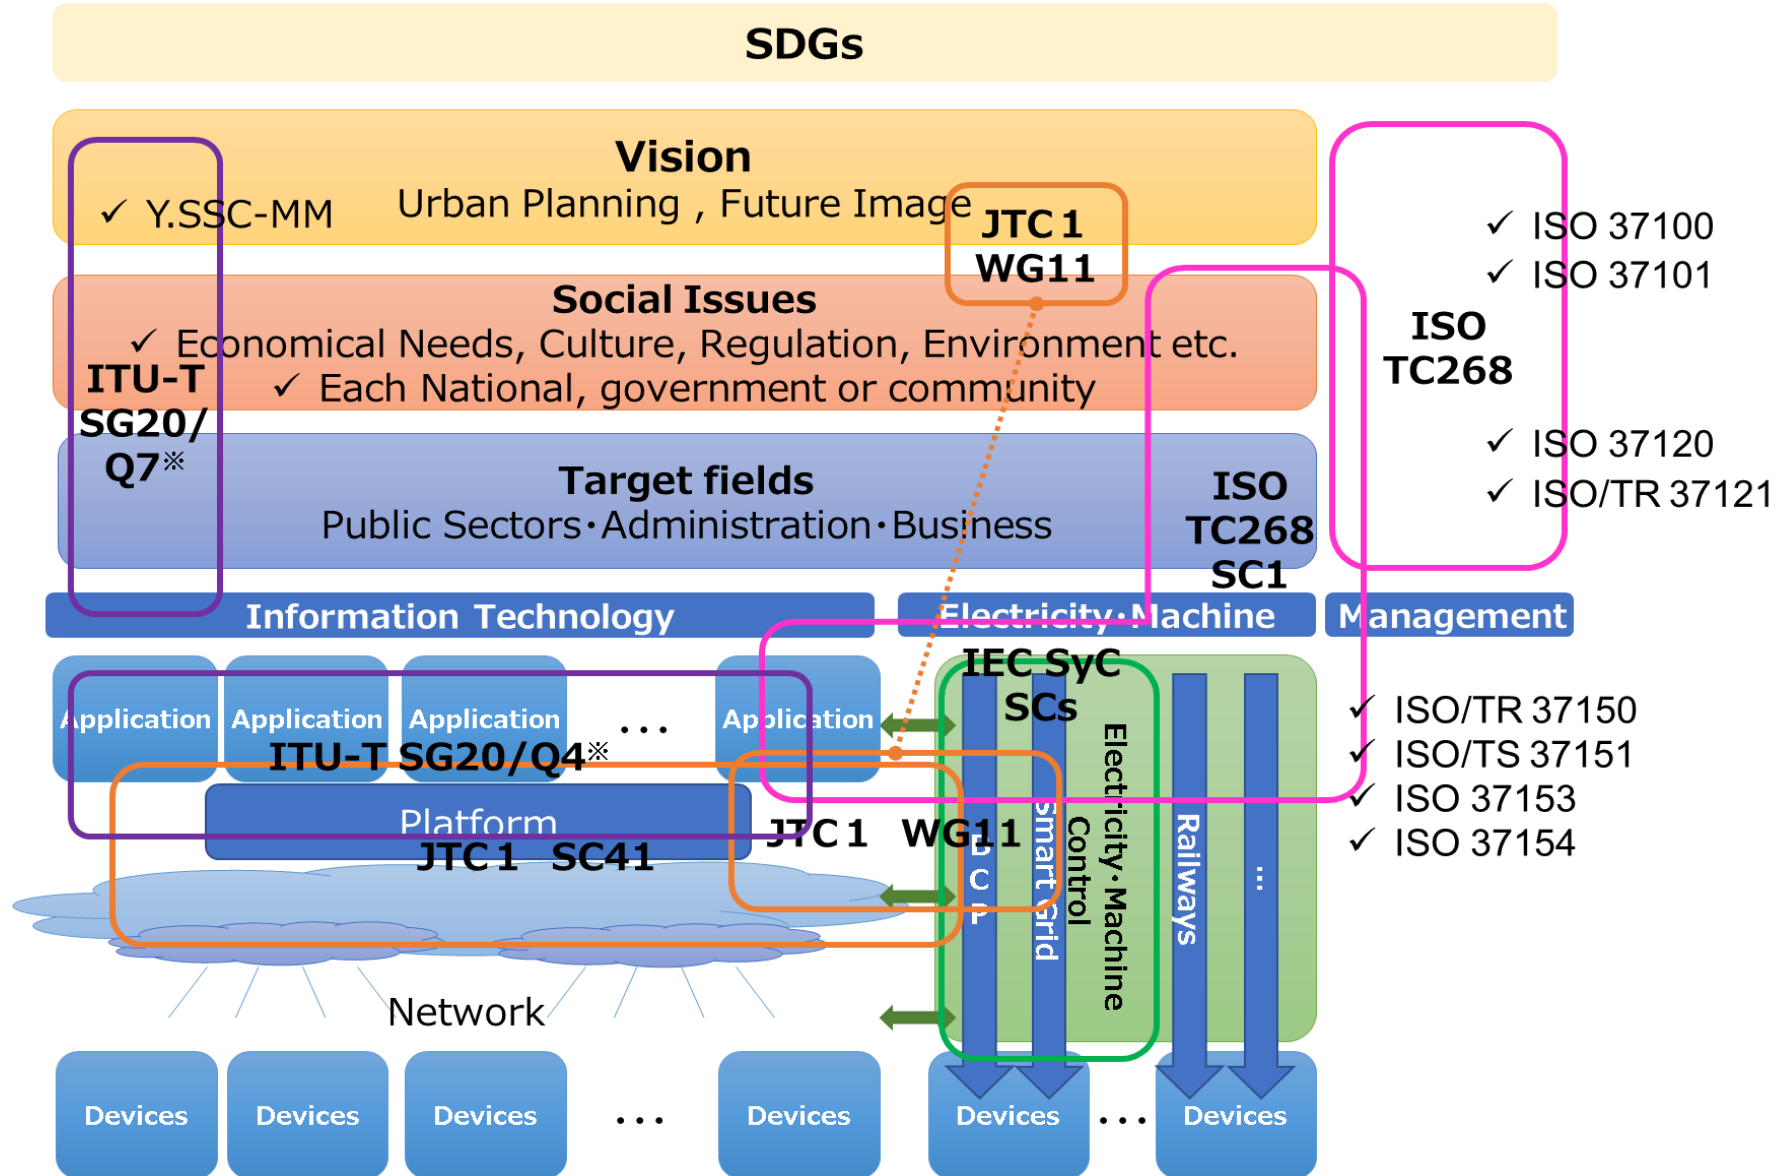 SDGs
Vision
Urban Planning , Future Image
✓ Y.SSC-MM
JTC 1
WG11
✓ ISO 37100
✓ ISO 37101
Social Issues
✓ Economical Needs, Culture, Regulation, Environment etc.
✓ Each National, government or community
ISO
TC268
ITU-T
SG20/
Q7※
✓ ISO 37120
✓ ISO/TR 37121
Target fields
Public Sectors・Administration・Business
ISO
TC268
SC1
Information Technology
Electricity・Machine
Management
Application
Application
Application
...
Application
IEC SyC
SCs
ITU-T SG20/Q4※
✓ ISO/TR 37150
✓ ISO/TS 37151
✓ ISO 37153
✓ ISO 37154
Platform
JTC 1 SC41
JTC 1 WG11
B C P
Smart Grid
Electricity・Machine
Control
Railways
...
Network
Devices
Devices
Devices
...
Devices
Devices
...
Devices